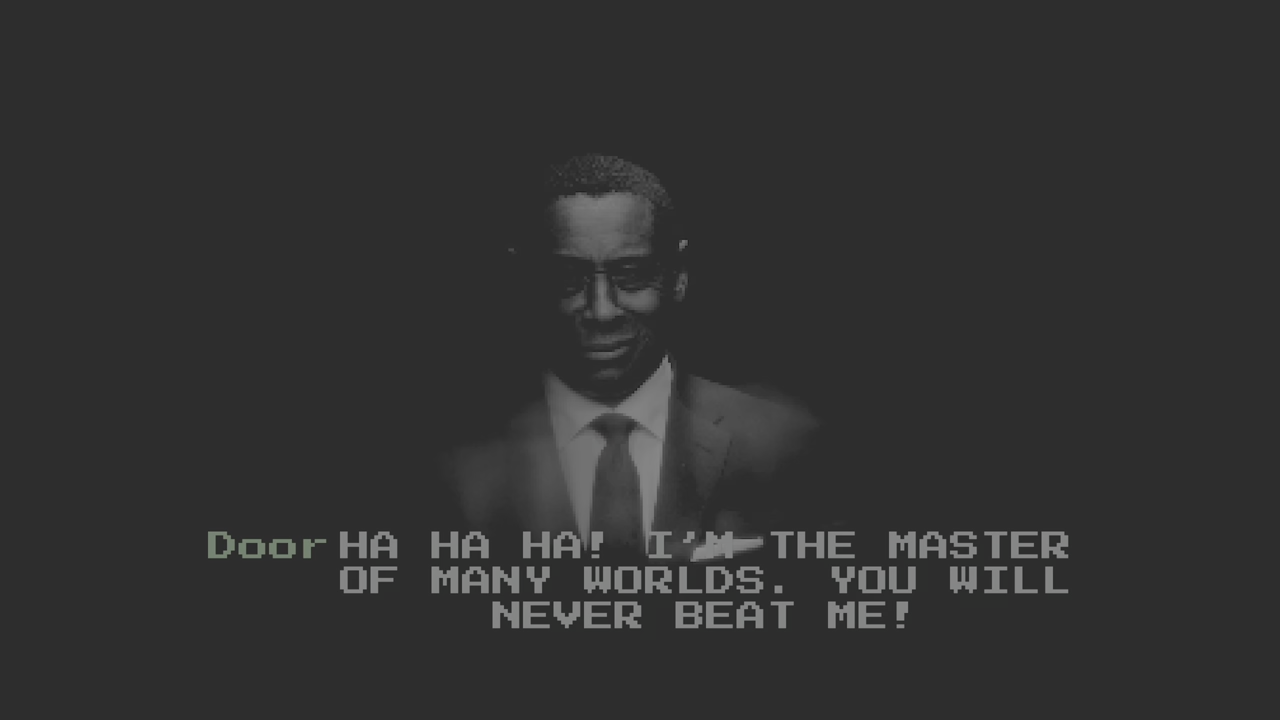 Door HA HA HA! I'M THE MASTER
OF MANY WORLDS. YOU WILL
NEVER BEAT ME!